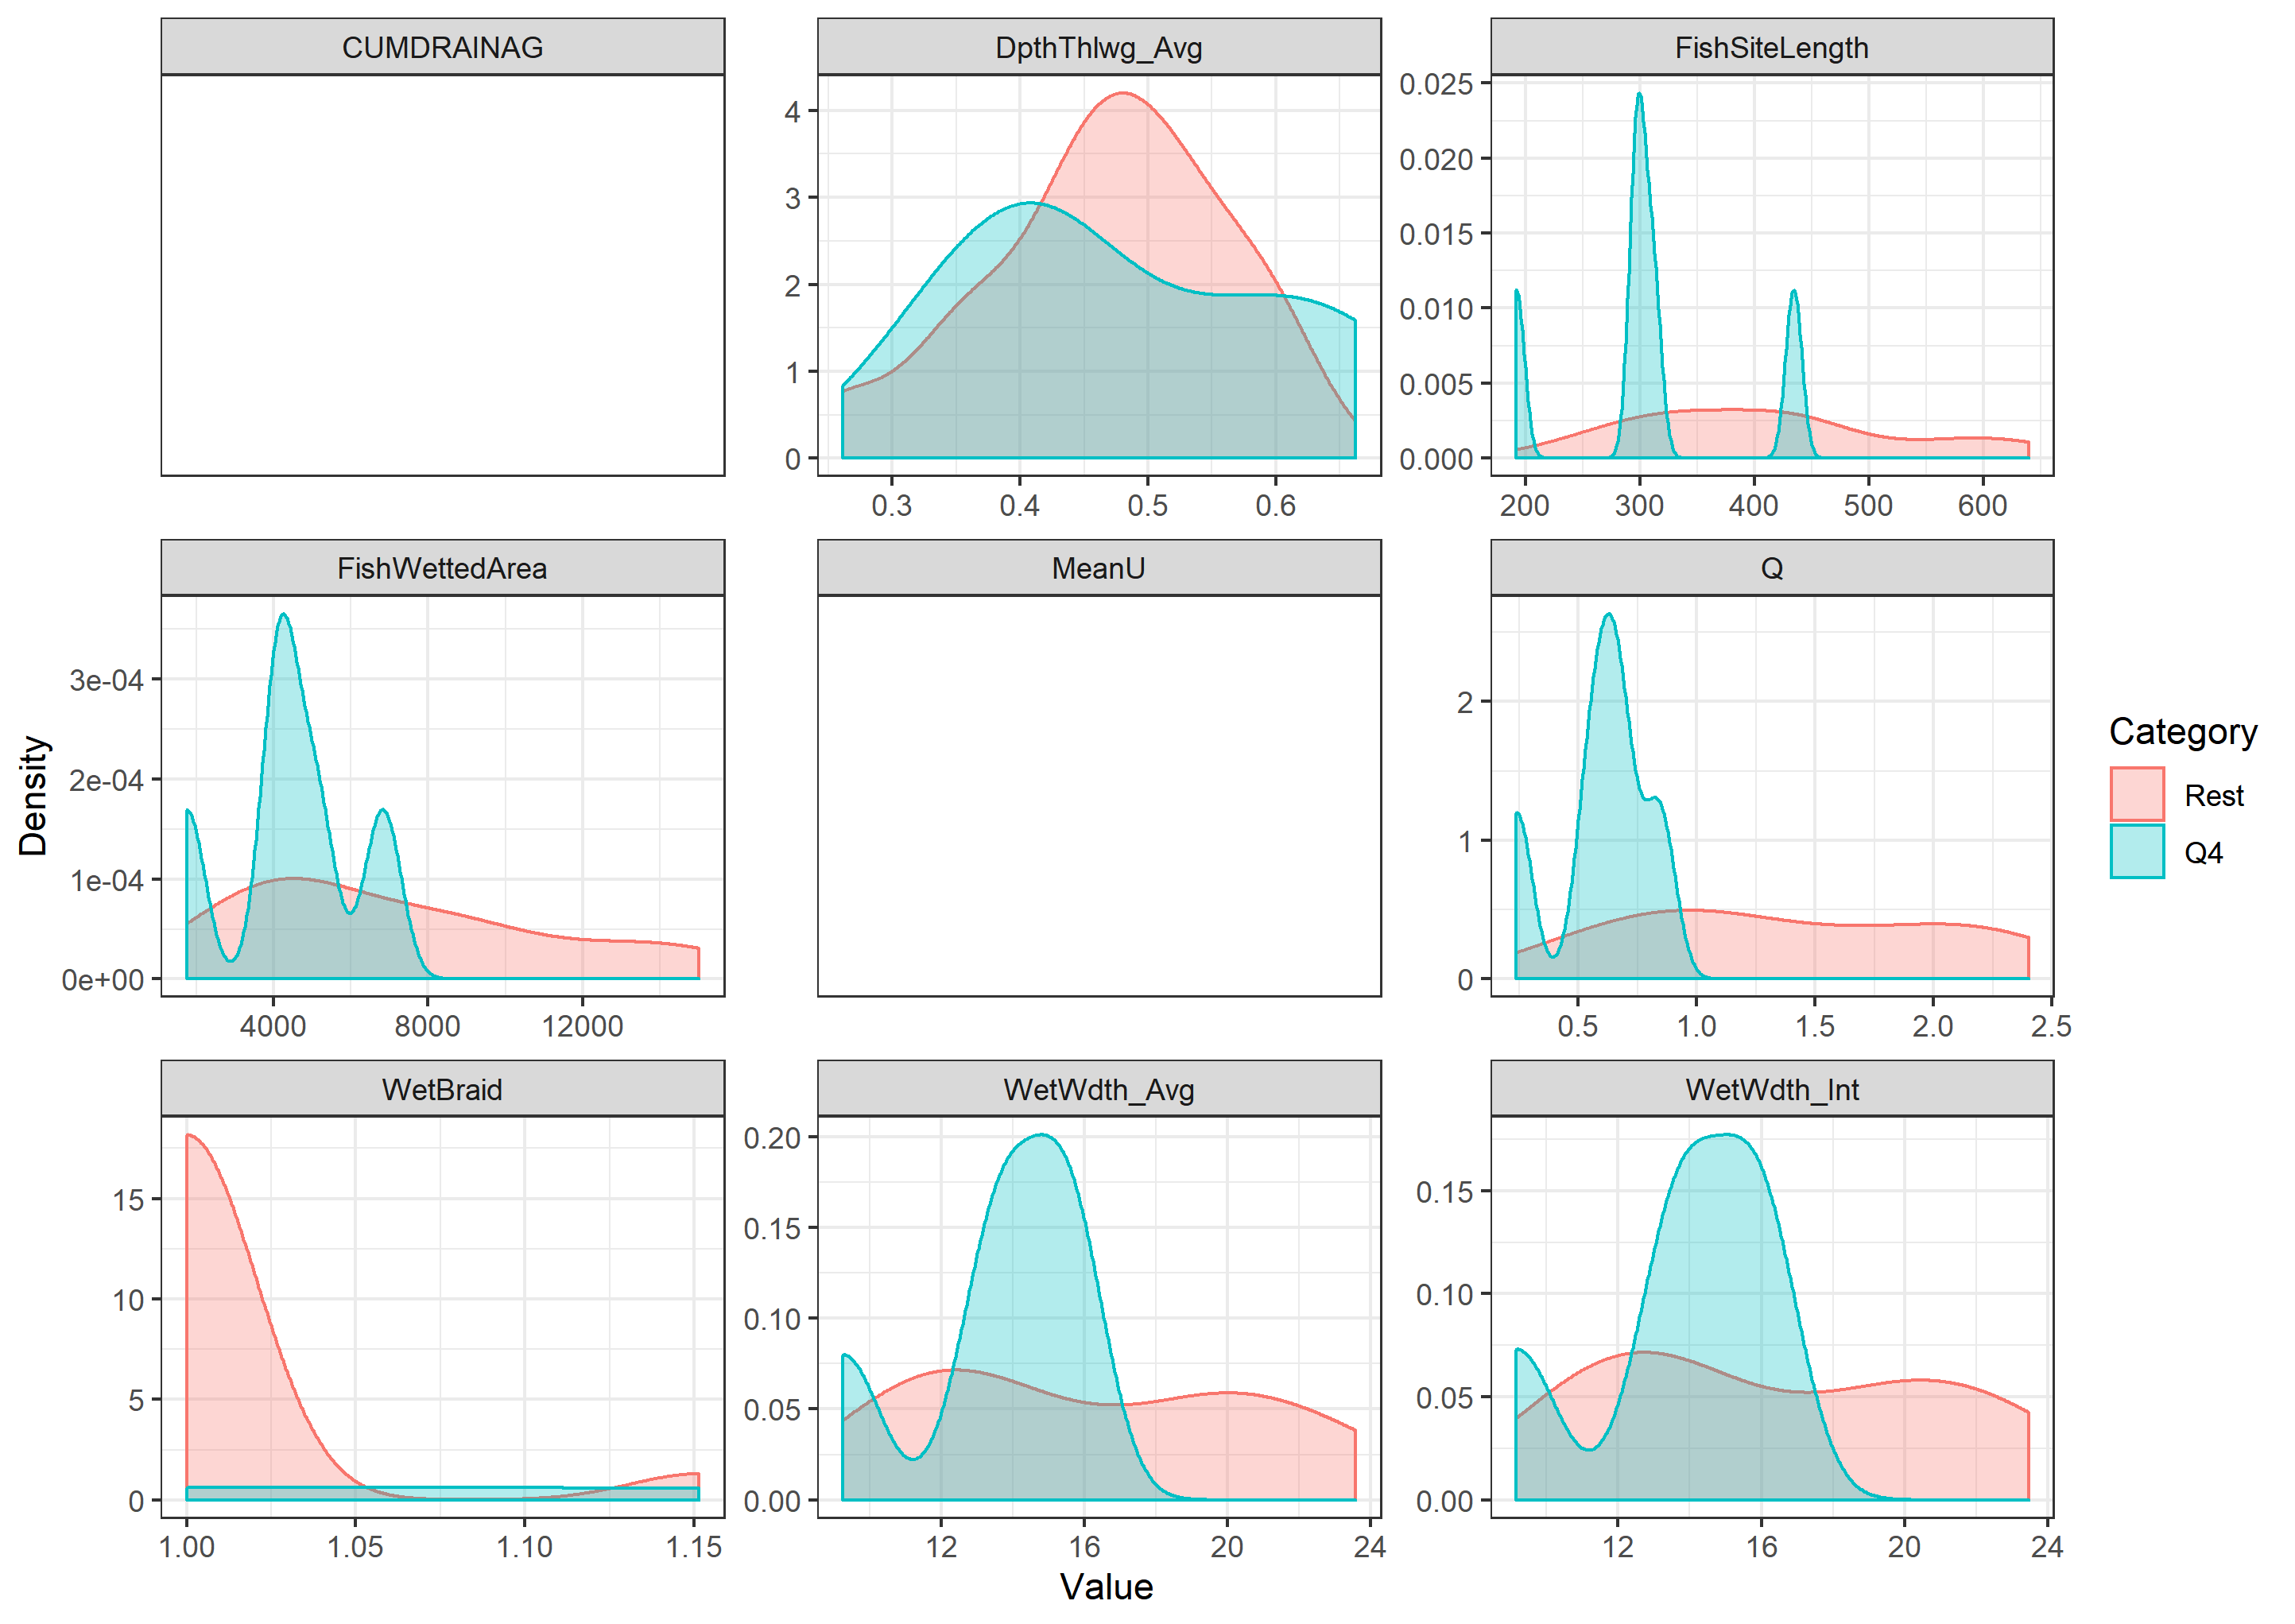 CUMDRAINAG
DpthThlwg_Avg
FishSiteLength
4
3
2
1
0
0.025
0.020
0.015
0.010
0.005
0.000
0.3 0.4 0.5 0.6
200 300 400 500 600
FishWettedArea
MeanU
Q
3e-04
2e-04
1e-04
0e+00
2
1
0
4000 8000 12000
0.5 1.0 1.5 2.0 2.5
WetBraid
WetWdth_Avg
WetWdth_Int
15
10
5
0
0.20
0.15
0.10
0.05
0.00
0.15
0.10
0.05
0.00
1.00 1.05 1.10 1.15
12 16 20 24
12 16 20 24
Value
Density
Category
Rest
Q4